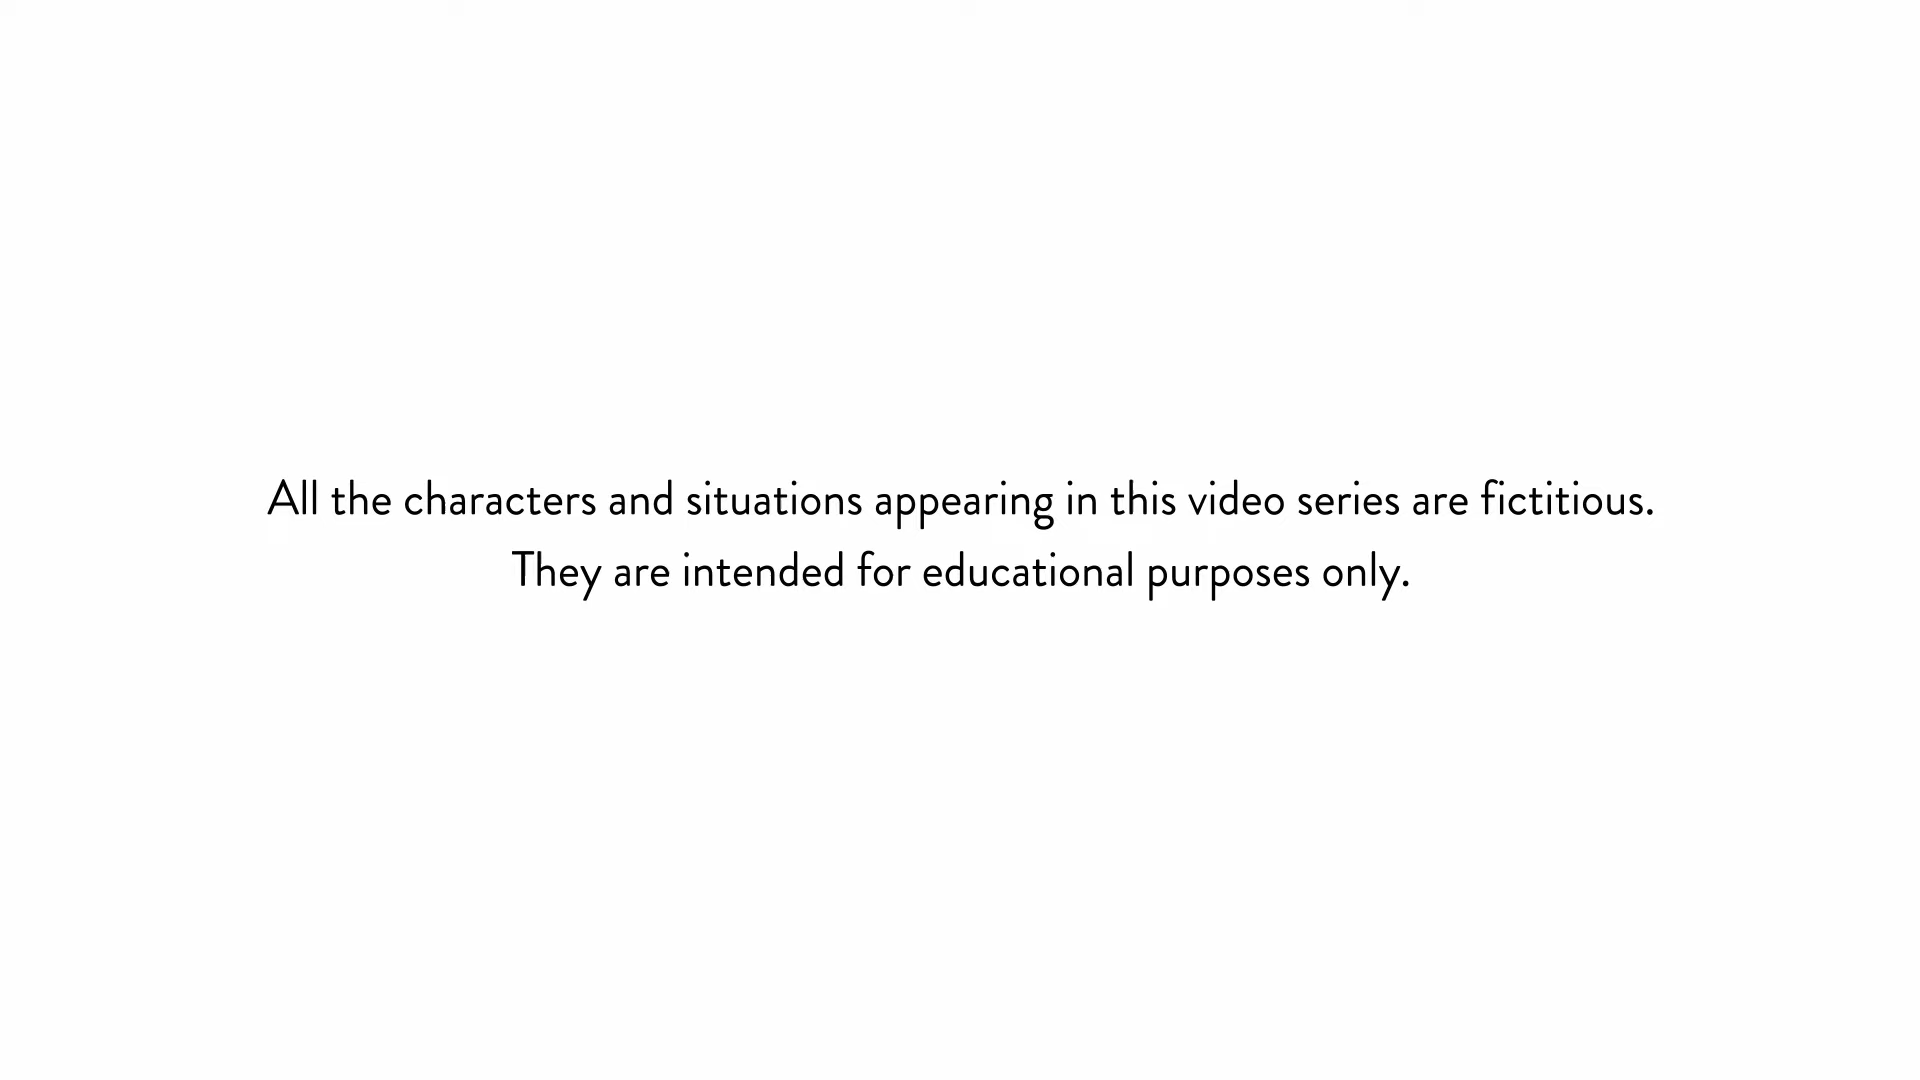 All the characters and situations appearing in this video series are fictitious.
They are intended for educational purposes only.